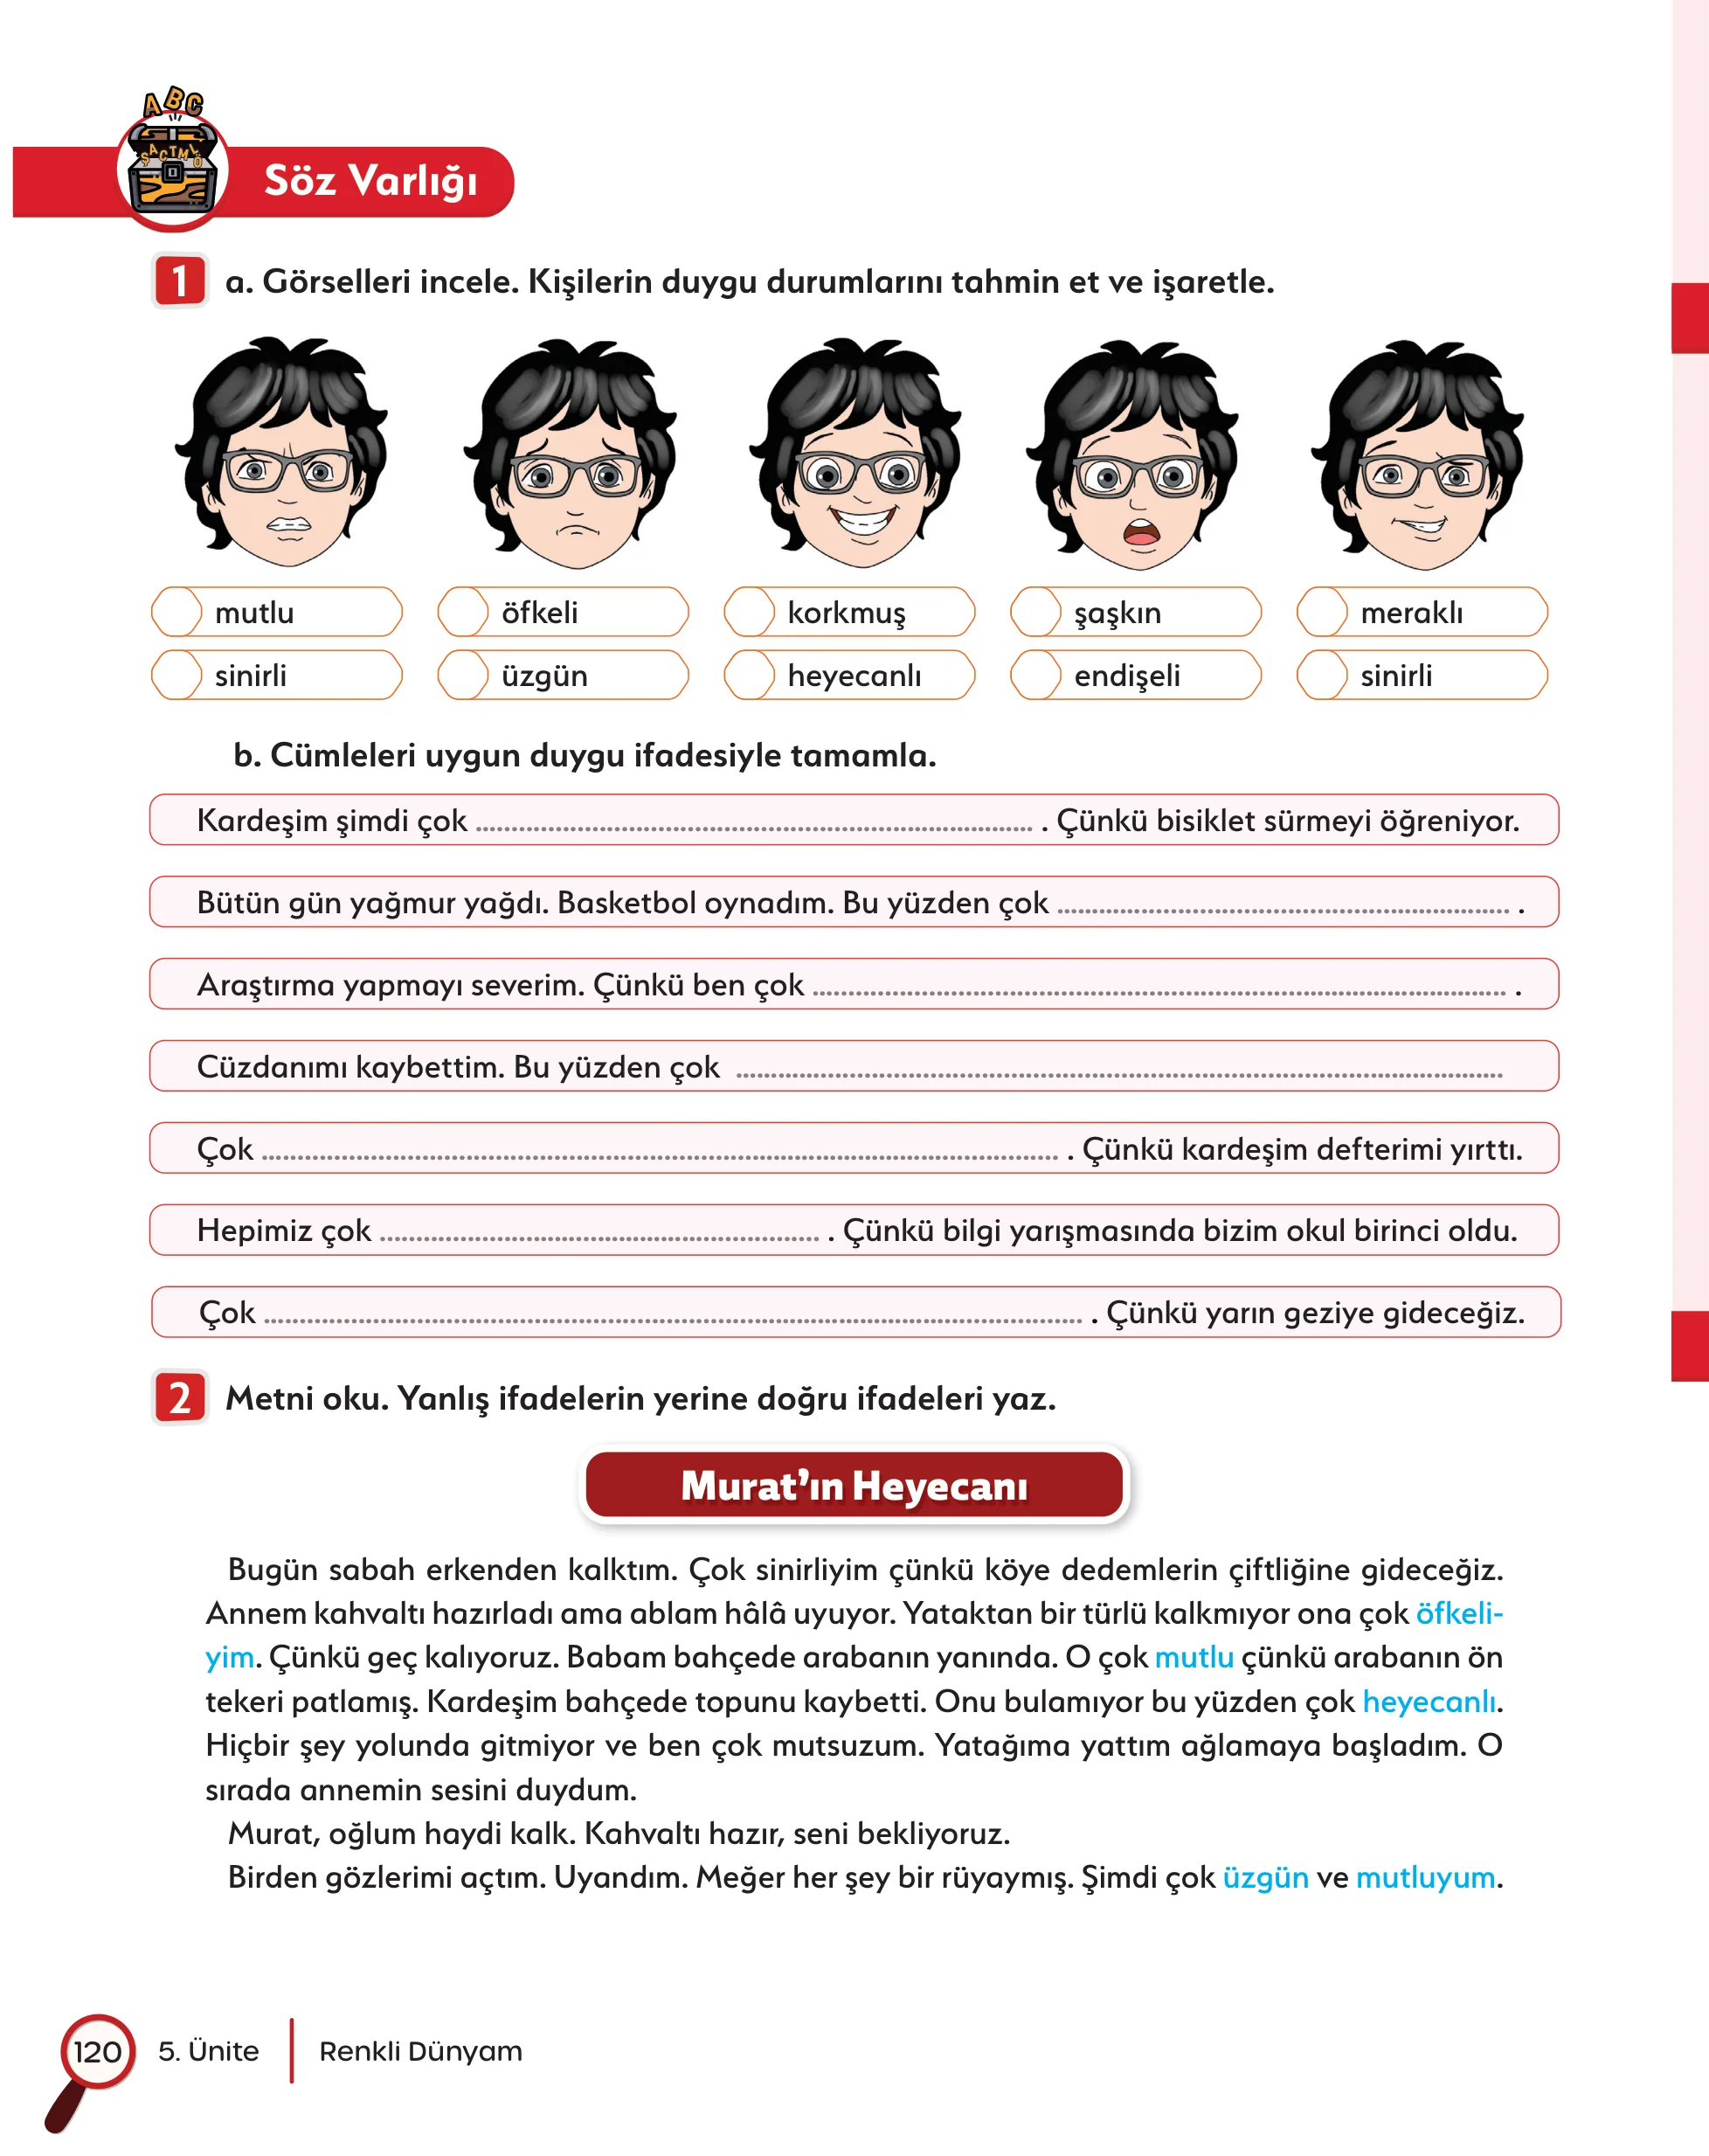 ABC
ŞAÇTMLÖ
Söz Varlığı
1 a. Görselleri incele. Kişilerin duygu durumlarını tahmin et ve işaretle.
mutlu öfkeli korkmuş şaşkın meraklı
sinirli üzgün heyecanlı endişeli sinirli
b. Cümleleri uygun duygu ifadesiyle tamamla.
Kardeşim şimdi çok ................................ . Çünkü bisiklet sürmeyi öğreniyor.
Bütün gün yağmur yağdı. Basketbol oynadım. Bu yüzden çok ................................ .
Araştırma yapmayı severim. Çünkü ben çok ................................ .
Cüzdanımı kaybettim. Bu yüzden çok ................................
Çok ................................ . Çünkü kardeşim defterimi yırttı.
Hepimiz çok ................................ . Çünkü bilgi yarışmasında bizim okul birinci oldu.
Çok ................................ . Çünkü yarın geziye gideceğiz.
2 Metni oku. Yanlış ifadelerin yerine doğru ifadeleri yaz.
Murat’ın Heyecanı
Bugün sabah erkenden kalktım. Çok sinirliyim çünkü köye dedemlerin çiftliğine gideceğiz.
Annem kahvaltı hazırladı ama ablam hâlâ uyuyor. Yataktan bir türlü kalkmıyor ona çok öfkeli-
yim. Çünkü geç kalıyoruz. Babam bahçede arabanın yanında. O çok mutlu çünkü arabanın ön
tekeri patlamış. Kardeşim bahçede topunu kaybetti. Onu bulamıyor bu yüzden çok heyecanlı.
Hiçbir şey yolunda gitmiyor ve ben çok mutsuzum. Yatağıma yattım ağlamaya başladım. O
sırada annemin sesini duydum.
Murat, oğlum haydi kalk. Kahvaltı hazır, seni bekliyoruz.
Birden gözlerimi açtım. Uyandım. Meğer her şey bir rüyaymış. Şimdi çok üzgün ve mutluyum.
120 5. Ünite Renkli Dünyam